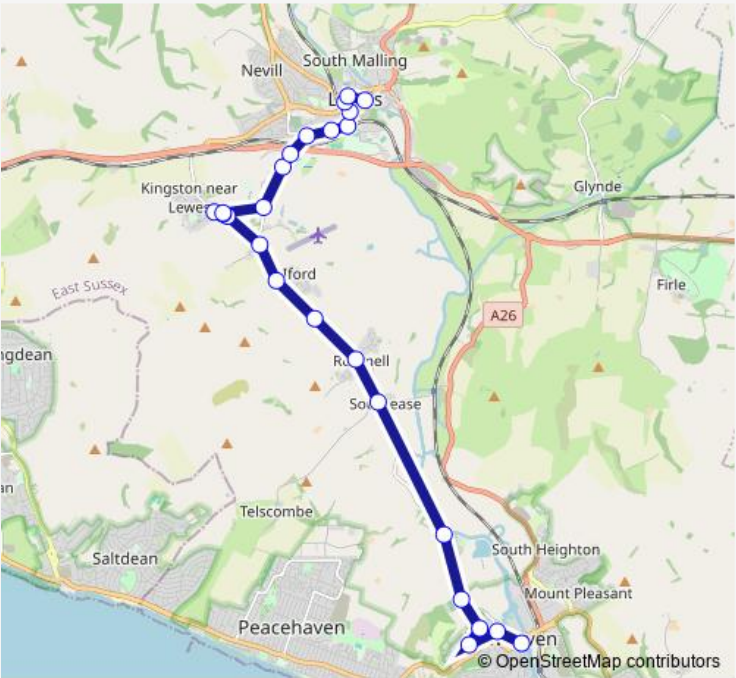 South Malling
Nevill
Kingston near
Lewes
Glynde
Iford
East Sussex
Firle
A26
Telscombe
Saltdean
South Heighton
Mount Pleasant
Peacehaven
© OpenStreetMap contributors